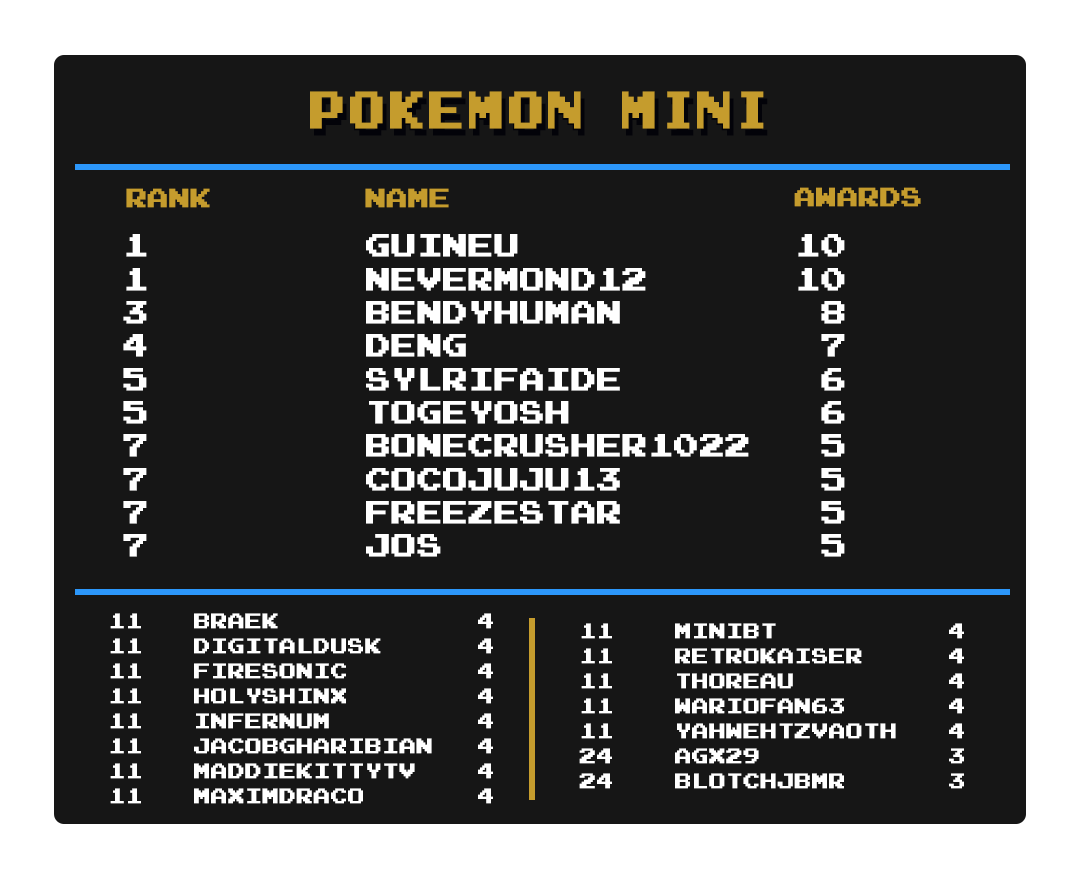 POKEMON MINI
RANK NAME AWARDS
1 GUINEU 10
1 NEVERMOND12 10
3 BENDYHUMAN 8
4 DENG 7
5 SYLRIFAIDE 6
5 TOGEYOSH 6
7 BONECRUSHER1022 5
7 COCOJUJU13 5
7 FREEZESTAR 5
7 JOS 5
11 BRAEK 4
11 DIGITALDUSK 4
11 FIRESONIC 4
11 HOLYSHINX 4
11 INFERNUM 4
11 JACOBGHARIBIAN 4
11 MADDIEKITTYTV 4
11 MAXIMDRACO 4
11 MINIBT 4
11 RETROKAISER 4
11 THOREAU 4
11 WARIOFAN63 4
11 YAHWEHTZVAOTH 4
24 AGX29 3
24 BLOTCHJBMR 3